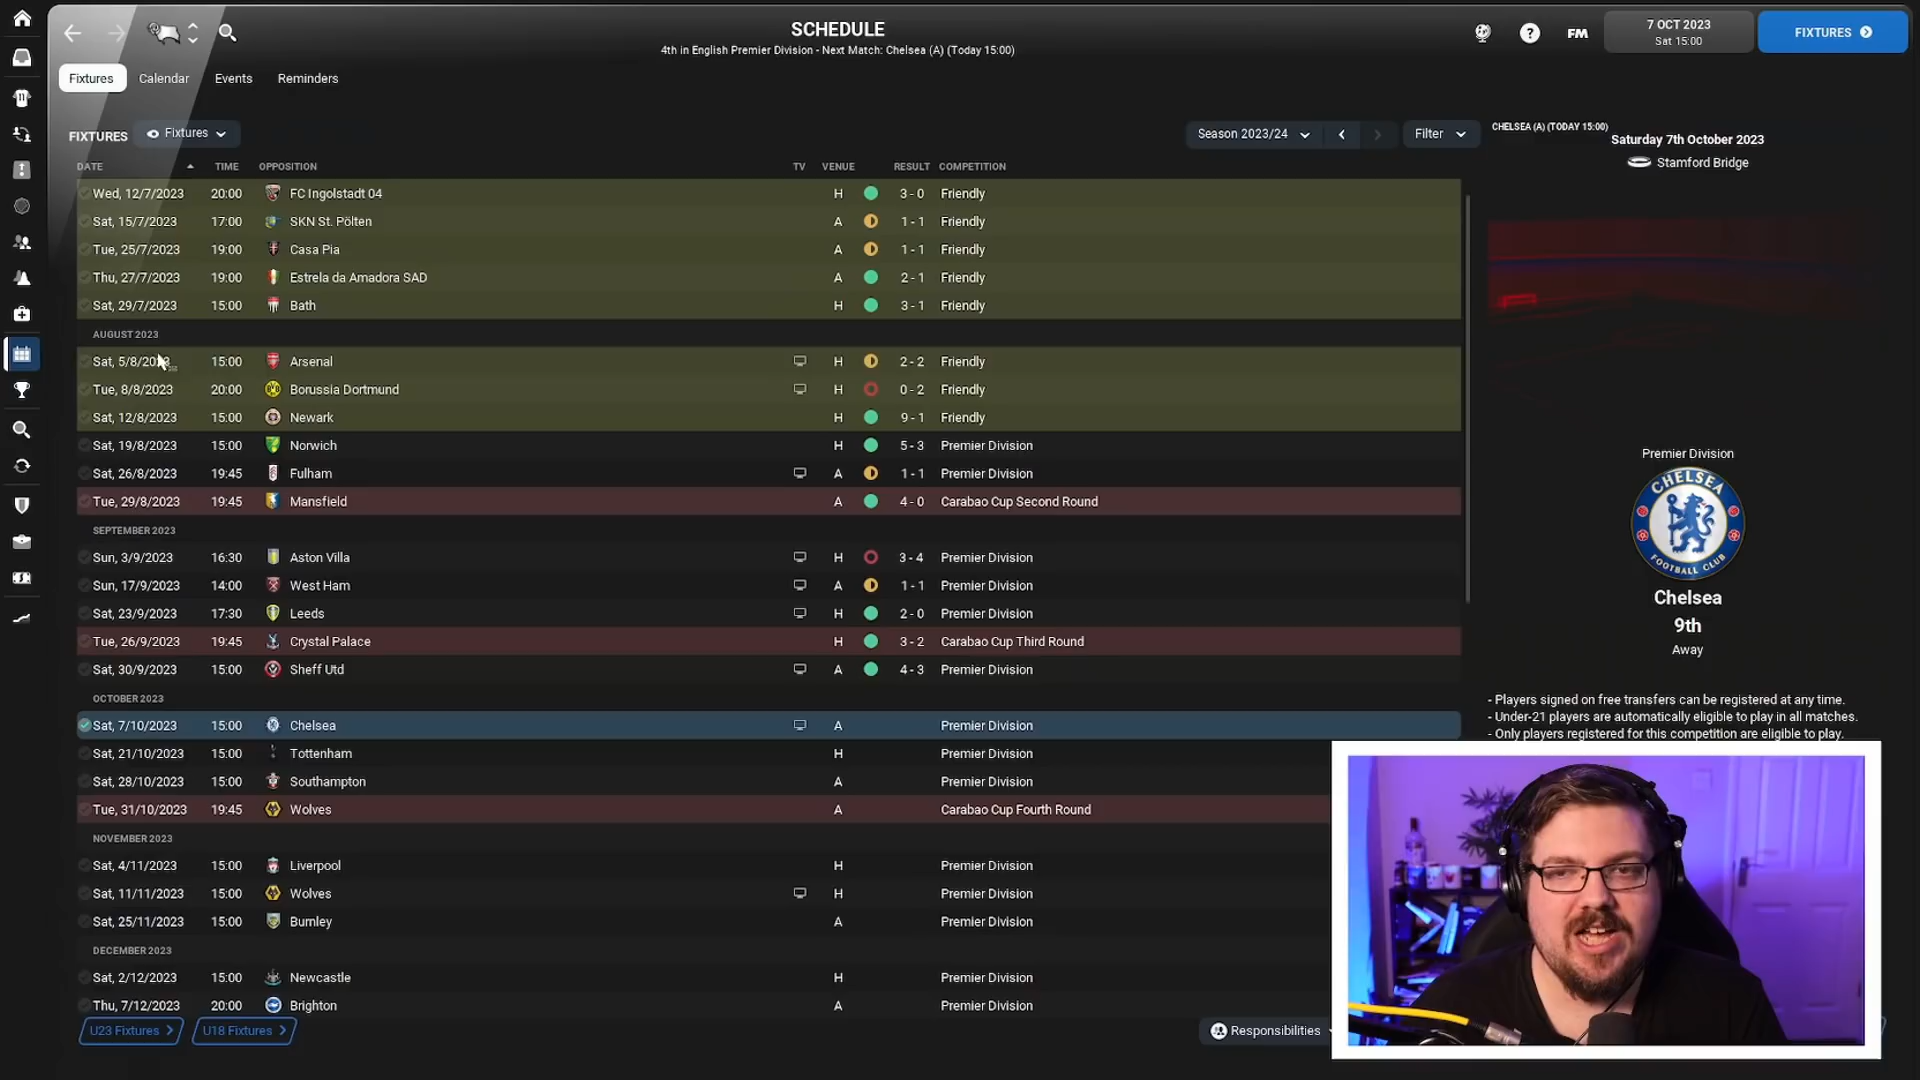 SCHEDULE
4th in English Premier Division - Next Match: Chelsea (A) (Today 15:00)
FM
7 OCT 2023
Sat 15:00
FIXTURES
Fixtures Calendar Events Reminders
FIXTURES Fixtures
Season 2023/24 Filter
DATE TIME OPPOSITION TV VENUE RESULT COMPETITION
Wed, 12/7/2023 20:00 FC Ingolstadt 04 H 3 - 0 Friendly
Sat, 15/7/2023 17:00 SKN St. Pölten A 1 - 1 Friendly
Tue, 25/7/2023 19:00 Casa Pia A 1 - 1 Friendly
Thu, 27/7/2023 19:00 Estrela da Amadora SAD A 2 - 1 Friendly
Sat, 29/7/2023 15:00 Bath H 3 - 1 Friendly
AUGUST 2023
Sat, 5/8/2023 15:00 Arsenal H 2 - 2 Friendly
Tue, 8/8/2023 20:00 Borussia Dortmund H 0 - 2 Friendly
Sat, 12/8/2023 15:00 Newark H 9 - 1 Friendly
Sat, 19/8/2023 15:00 Norwich H 5 - 3 Premier Division
Sat, 26/8/2023 19:45 Fulham A 1 - 1 Premier Division
Tue, 29/8/2023 19:45 Mansfield A 4 - 0 Carabao Cup Second Round
SEPTEMBER 2023
Sun, 3/9/2023 16:30 Aston Villa H 3 - 4 Premier Division
Sun, 17/9/2023 14:00 West Ham A 1 - 1 Premier Division
Sat, 23/9/2023 17:30 Leeds H 2 - 0 Premier Division
Tue, 26/9/2023 19:45 Crystal Palace H 3 - 2 Carabao Cup Third Round
Sat, 30/9/2023 15:00 Sheff Utd A 4 - 3 Premier Division
OCTOBER 2023
Sat, 7/10/2023 15:00 Chelsea A Premier Division
Sat, 21/10/2023 15:00 Tottenham H Premier Division
Sat, 28/10/2023 15:00 Southampton A Premier Division
Tue, 31/10/2023 19:45 Wolves A Carabao Cup Fourth Round
NOVEMBER 2023
Sat, 4/11/2023 15:00 Liverpool H Premier Division
Sat, 11/11/2023 15:00 Wolves H Premier Division
Sat, 25/11/2023 15:00 Burnley A Premier Division
DECEMBER 2023
Sat, 2/12/2023 15:00 Newcastle H Premier Division
Thu, 7/12/2023 20:00 Brighton A Premier Division
U23 Fixtures U18 Fixtures Responsibilities
CHELSEA (A) (TODAY 15:00)
Saturday 7th October 2023
Stamford Bridge
Premier Division
CHELSEA
FOOTBALL CLUB
Chelsea
9th
Away
- Players signed on free transfers can be registered at any time.
- Under-21 players are automatically eligible to play in all matches.
- Only players registered for this competition are eligible to play.